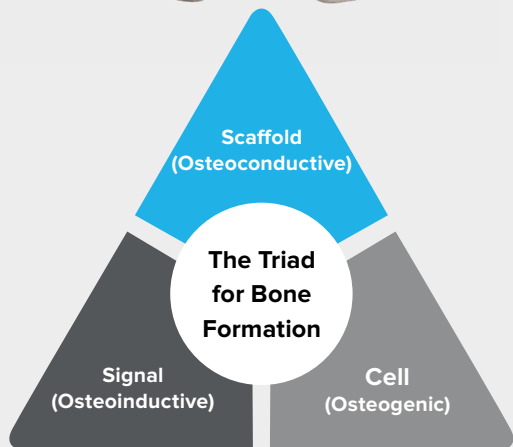 Scaffold
(Osteoconductive)
The Triad
for Bone
Formation
Signal
(Osteoinductive)
Cell
(Osteogenic)